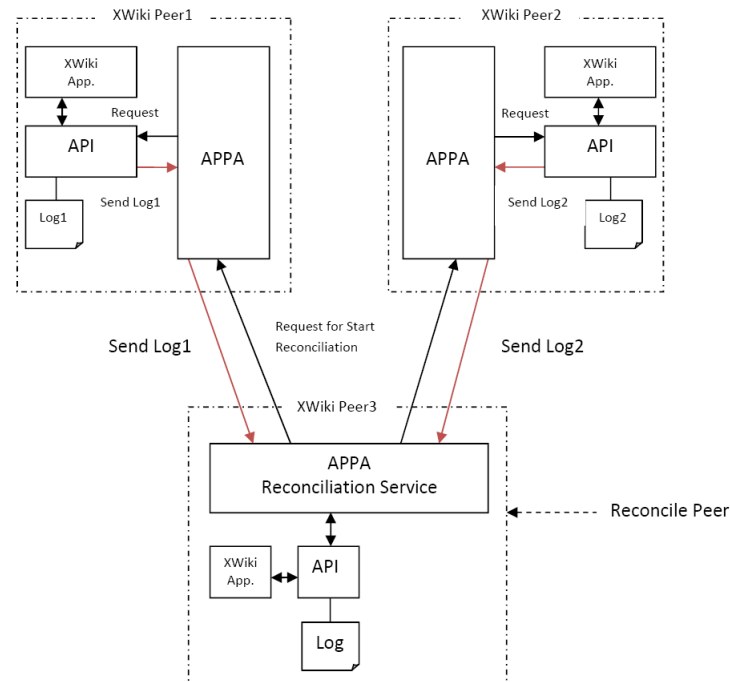 XWiki Peer1
XWiki
App.
Request
API
APPA
Send Log1
Log1
XWiki Peer2
XWiki
App.
Request
API
APPA
Send Log2
Log2
Request for Start
Reconciliation
Send Log1
Send Log2
XWiki Peer3
APPA
Reconciliation Service
Reconcile Peer
XWiki
App.
API
Log